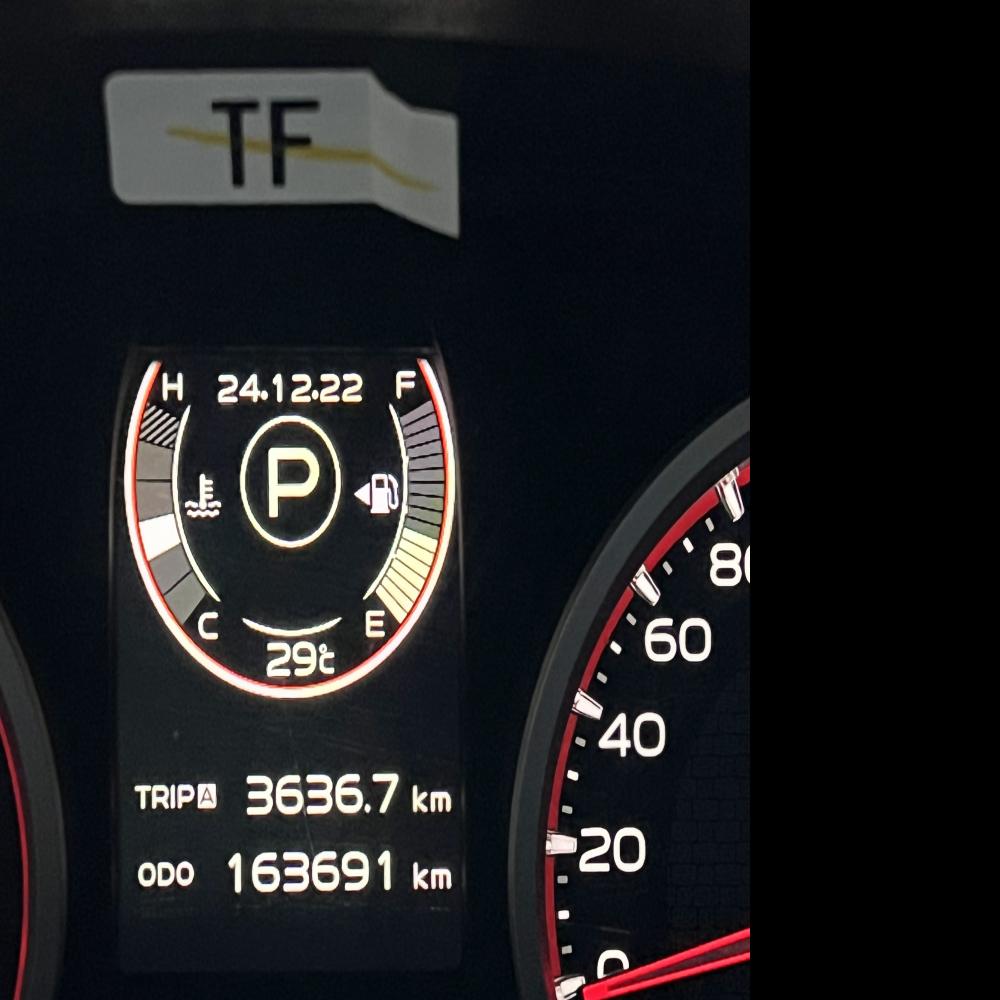 TF
H 24.12.22 F
P
C E
29℃
TRIP A 3636.7 km
ODO 163691 km
80
60
40
20
0